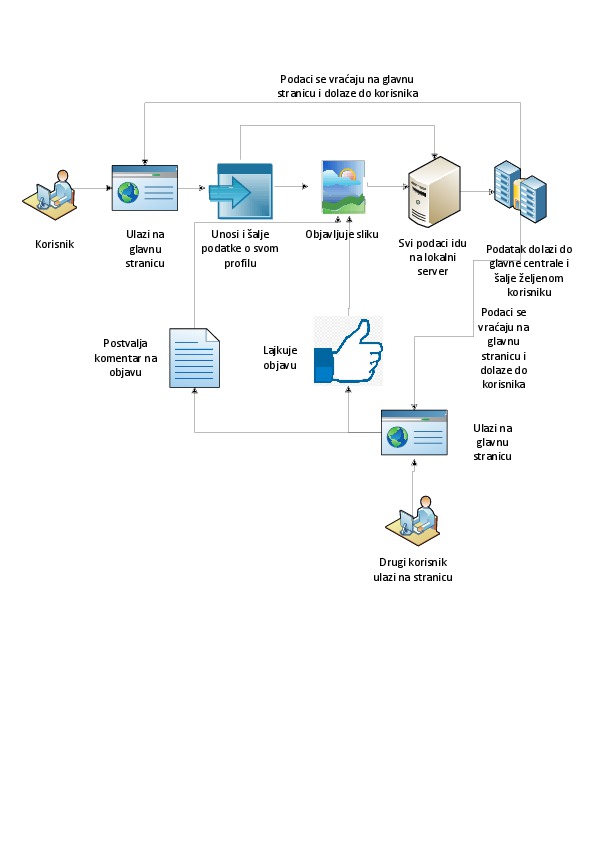 Podaci se vraćaju na glavnu
stranicu i dolaze do korisnika
Korisnik
Ulazi na
glavnu
stranicu
Unosi i šalje
podatke o svom
profilu
Objavljuje sliku
Svi podaci idu
na lokalni
server
Podatak dolazi do
glavne centrale i
šalje željenom
korisniku
Podaci se
vraćaju na
glavnu
stranicu i
dolaze do
korisnika
Postvalja
komentar na
objavu
Lajkuje
objavu
Ulazi na
glavnu
stranicu
Drugi korisnik
ulazi na stranicu